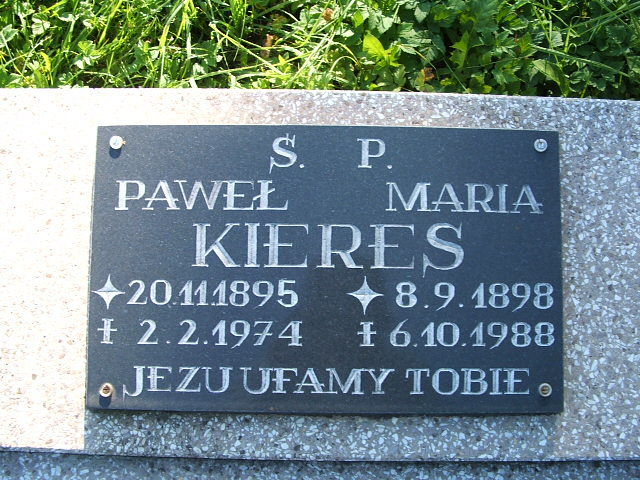 S. P.
PAWEŁ MARIA
KIERES
20.11.1895 8.9.1898
2.2.1974 6.10.1988
JEZU UFAMY TOBIE